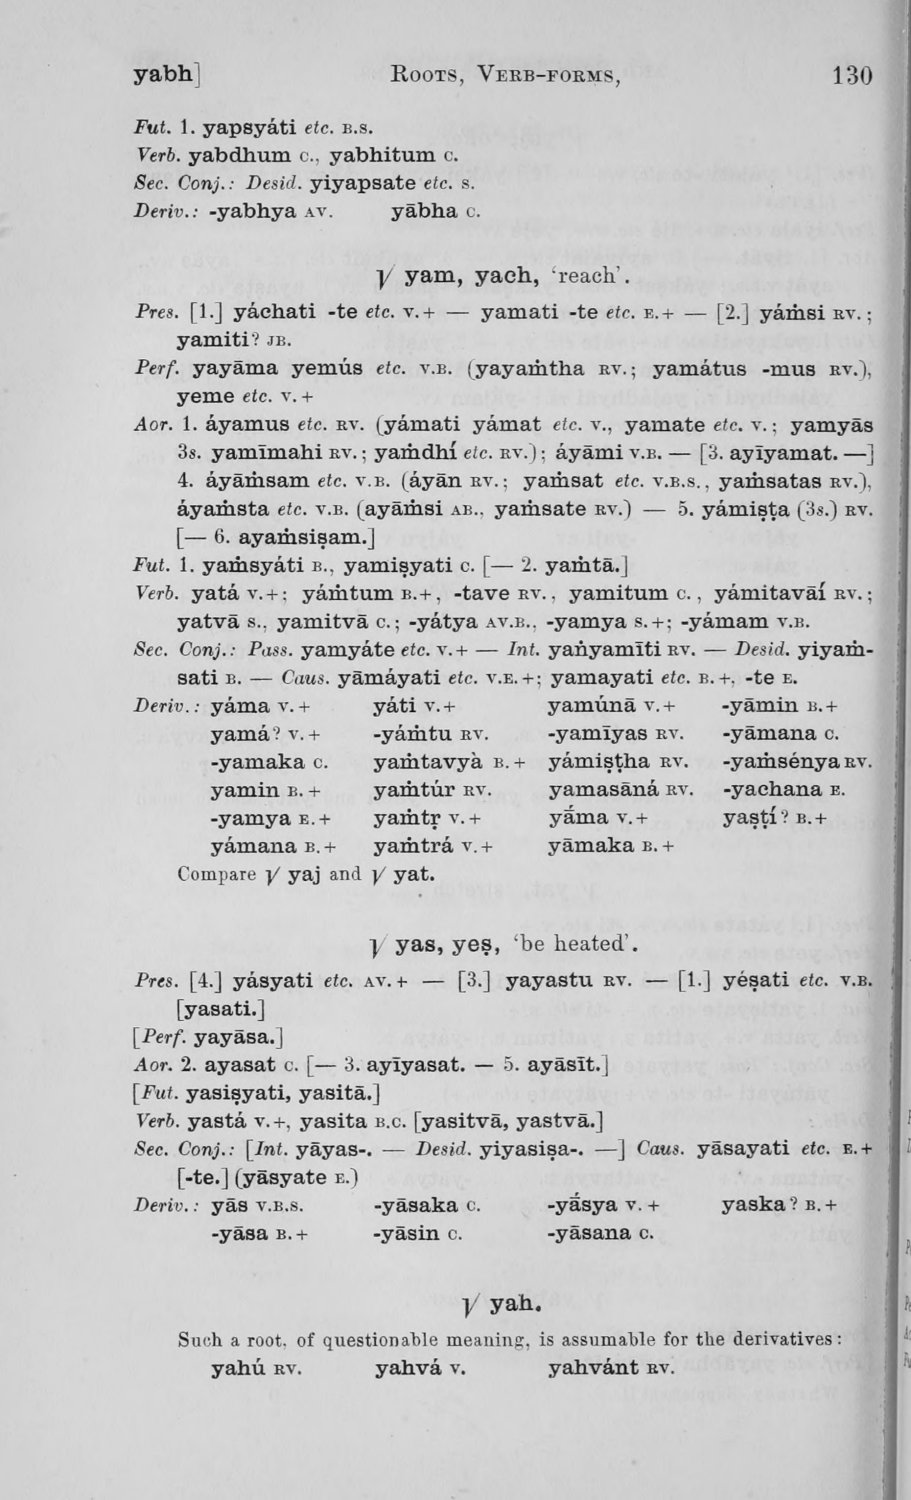 yabh] Roots, Verb-forms, 130
Fut. 1. yapsyáti etc. B.S.
Verb. yabdhum C., yabhitum C.
Sec. Conj.: Desid. yiyapsate etc. S.
Deriv.: -yabhya AV. yābha C.
√ yam, yach, ‘reach’.
Pres. [1.] yáchati -te etc. V.+ — yamati -te etc. E.+ — [2.] yáṁsi RV.;
yamiti? JB.
Perf. yayāma yemús etc. V.B. (yayaṁtha RV.; yamátus -mus RV.),
yeme etc. V.+
Aor. 1. áyamus etc. RV. (yámati yámat etc. V., yamate etc. V.; yamyās
3s. yamīmahi RV.; yaṁdhí etc. RV.); áyāmi V.B. — [3. ayīyamat. —]
4. áyāṁsam etc. V.B. (áyān RV.; yaṁsat etc. V.B.S., yaṁsatas RV.),
áyaṁsta etc. V.B. (ayāṁsi AB., yaṁsate RV.) — 5. yámiṣṭa (3s.) RV.
[— 6. ayaṁsiṣam.]
Fut. 1. yaṁsyáti B., yamiṣyati C. [— 2. yaṁtā.]
Verb. yatá V.+; yáṁtum B.+, -tave RV., yamitum C., yámitavāí RV.;
yatvā S., yamitvā C.; -yátya AV.B., -yamya S.+; -yámam V.B.
Sec. Conj.: Pass. yamyáte etc. V.+ — Int. yan̄yamīti RV. — Desid. yiyaṁ-
sati B. — Caus. yāmáyati etc. V.E.+; yamayati etc. B.+, -te E.
Deriv.: yáma V.+ yáti V.+ yamúnā V.+ -yāmin B.+
yamá? V.+ -yáṁtu RV. -yamīyas RV. -yāmana C.
-yamaka C. yaṁtavyà B.+ yámiṣṭha RV. -yaṁsénya RV.
yamin B.+ yaṁtúr RV. yamasāná RV. -yachana E.
-yamya E.+ yaṁtṛ V.+ yā́ma V.+ yaṣṭí? B.+
yámana B.+ yaṁtrá V.+ yāmaka B.+
Compare √ yaj and √ yat.
√ yas, yeṣ, ‘be heated’.
Pres. [4.] yásyati etc. AV.+ — [3.] yayastu RV. — [1.] yéṣati etc. V.B.
[yasati.]
[Perf. yayāsa.]
Aor. 2. ayasat C. [— 3. ayīyasat. — 5. ayāsīt.]
[Fut. yasiṣyati, yasitā.]
Verb. yastá V.+, yasita B.C. [yasitvā, yastvā.]
Sec. Conj.: [Int. yāyas-. — Desid. yiyasiṣa-. —] Caus. yāsayati etc. E.+
[-te.] (yāsyate E.)
Deriv.: yās V.B.S. -yāsaka C. -yā́sya V.+ yaska? B.+
-yāsa B.+ -yāsin C. -yāsana C.
√ yah.
Such a root, of questionable meaning, is assumable for the derivatives:
yahú RV. yahvá V. yahvánt RV.